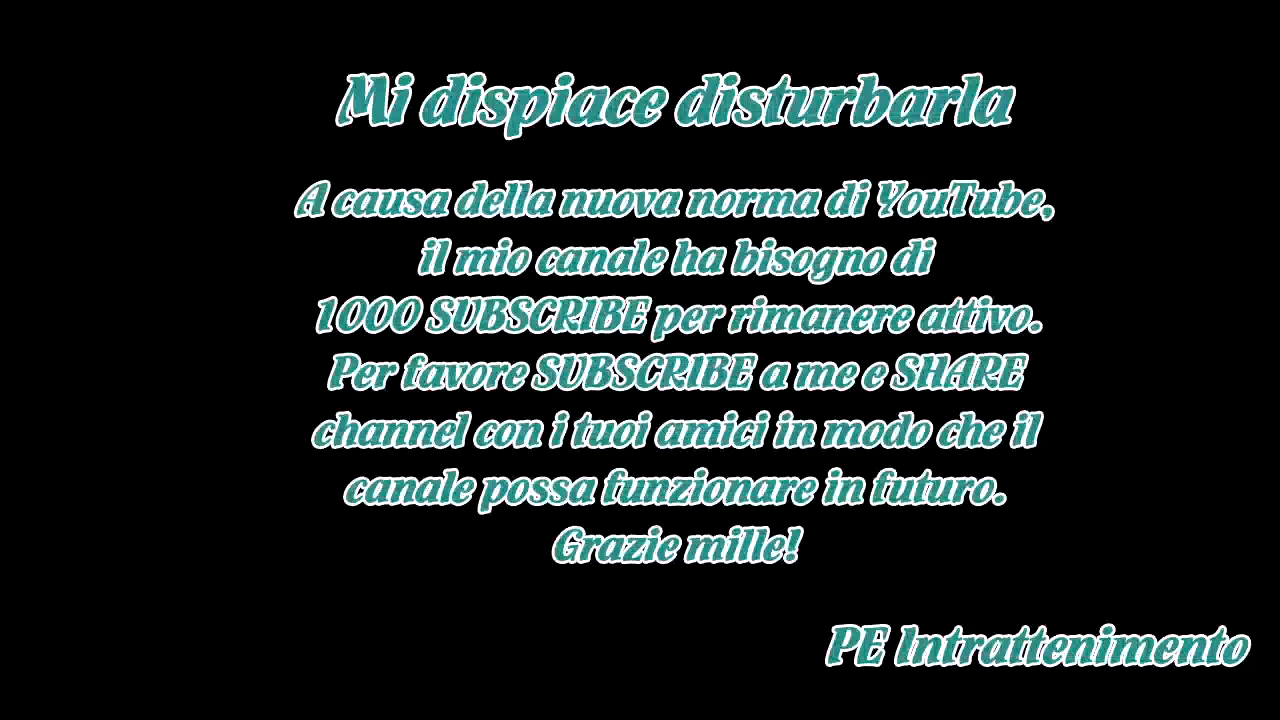 Mi dispiace disturbarla
A causa della nuova norma di YouTube,
il mio canale ha bisogno di
1000 SUBSCRIBE per rimanere attivo.
Per favore SUBSCRIBE a me e SHARE
channel con i tuoi amici in modo che il
canale possa funzionare in futuro.
Grazie mille!
PE Intrattenimento